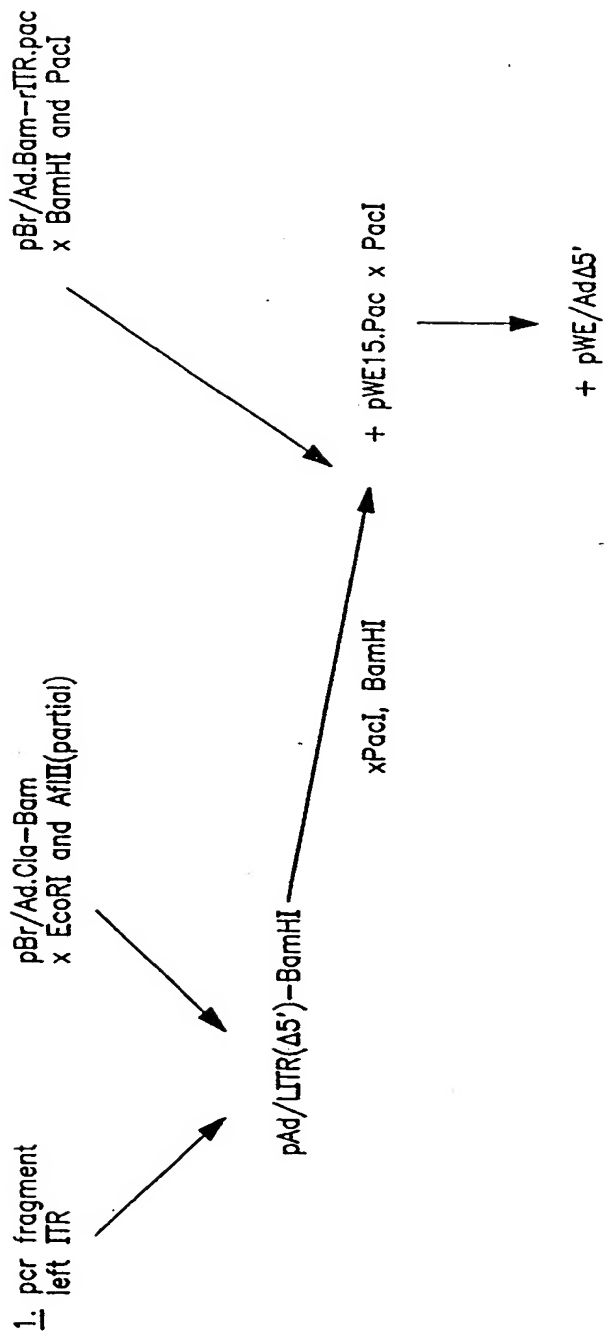 1. pcr fragment
left ITR
pBr/Ad.Cla-Bam
x EcoRI and AflII(partial)
pBr/Ad.Bam-rITR.pac
x BamHI and PacI
pAd/LITR(Δ5')-BamHI
xPacI, BamHI
+ pWE15.Pac x PacI
+ pWE/AdΔ5'